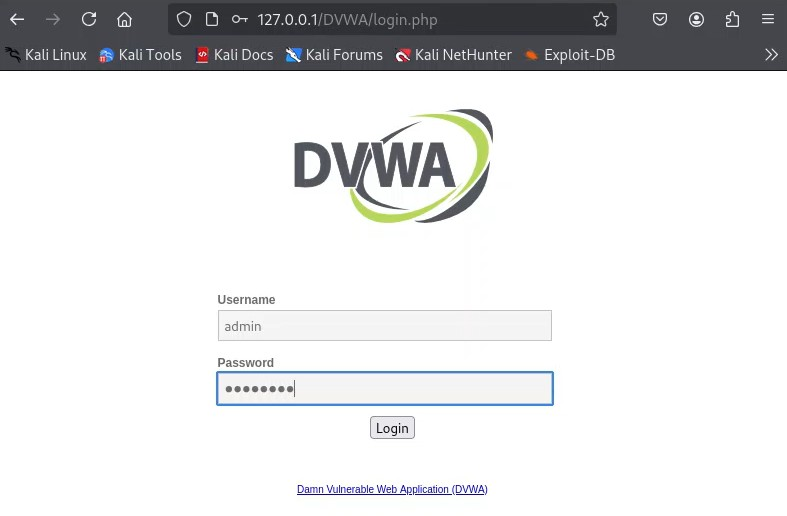 127.0.0.1/DVWA/login.php
Kali Linux Kali Tools Kali Docs Kali Forums Kali NetHunter Exploit-DB
DVWA
Username
admin
Password
••••••••
Login
Damn Vulnerable Web Application (DVWA)